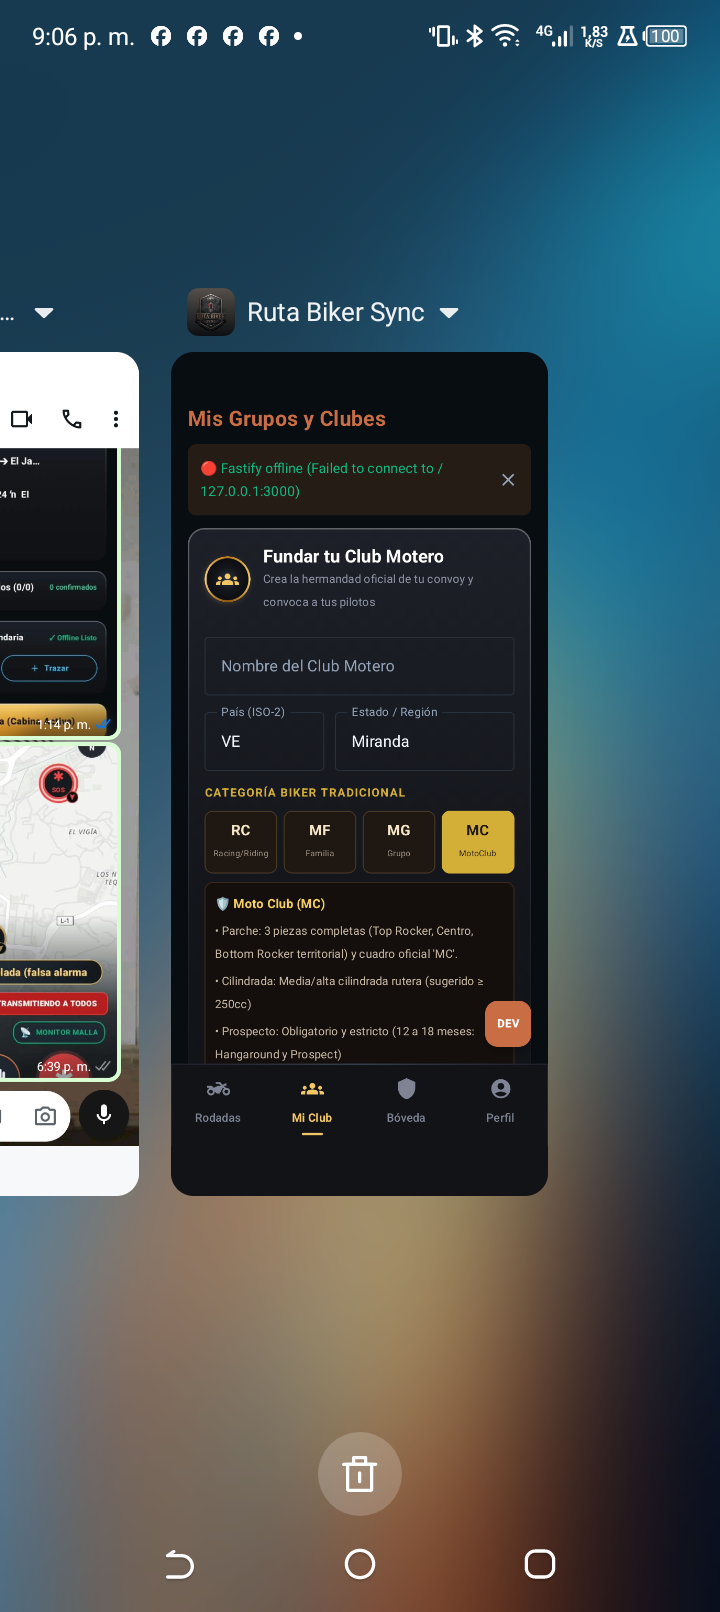 9:06 p. m.
4G
1,83
K/S
100
...
Ruta Biker Sync
→ El Ja...
24 'n El
os (0/0)
0 confirmados
ndaria
✓ Offline Listo
+ Trazar
1:14 p. m.
N
SOS
EL VIGÍA
LOS N
TEQ
L-1
lada (falsa alarma
TRANSMITIENDO A TODOS
MONITOR MALLA
6:39 p. m.
Mis Grupos y Clubes
🔴 Fastify offline (Failed to connect to /
127.0.0.1:3000)
Fundar tu Club Motero
Crea la hermandad oficial de tu convoy y
convoca a tus pilotos
Nombre del Club Motero
País (ISO-2)
Estado / Región
VE
Miranda
CATEGORÍA BIKER TRADICIONAL
RC
MF
MG
MC
Racing/Riding
Familia
Grupo
MotoClub
🛡️ Moto Club (MC)
• Parche: 3 piezas completas (Top Rocker, Centro,
Bottom Rocker territorial) y cuadro oficial 'MC'.
• Cilindrada: Media/alta cilindrada rutera (sugerido ≥
250cc)
• Prospecto: Obligatorio y estricto (12 a 18 meses:
Hangaround y Prospect)
DEV
Rodadas
Mi Club
Bóveda
Perfil